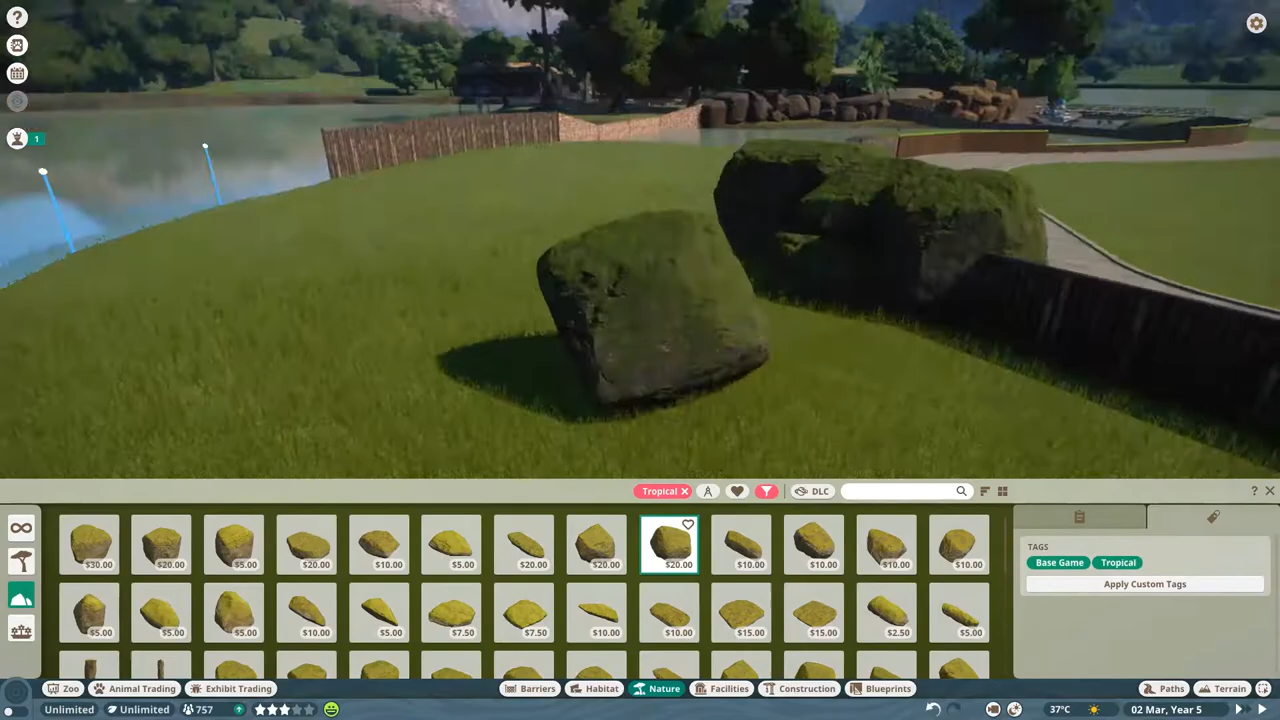 ?
1
Tropical ×
DLC
? ×
$30.00 $20.00 $5.00 $20.00 $10.00 $5.00 $20.00 $20.00 $20.00 $10.00 $10.00 $10.00 $10.00
TAGS
Base Game Tropical
Apply Custom Tags
$5.00 $5.00 $5.00 $10.00 $5.00 $7.50 $7.50 $10.00 $10.00 $15.00 $15.00 $2.50 $5.00
Zoo Animal Trading Exhibit Trading Barriers Habitat Nature Facilities Construction Blueprints Paths Terrain
Unlimited Unlimited 757 37°C 02 Mar, Year 5